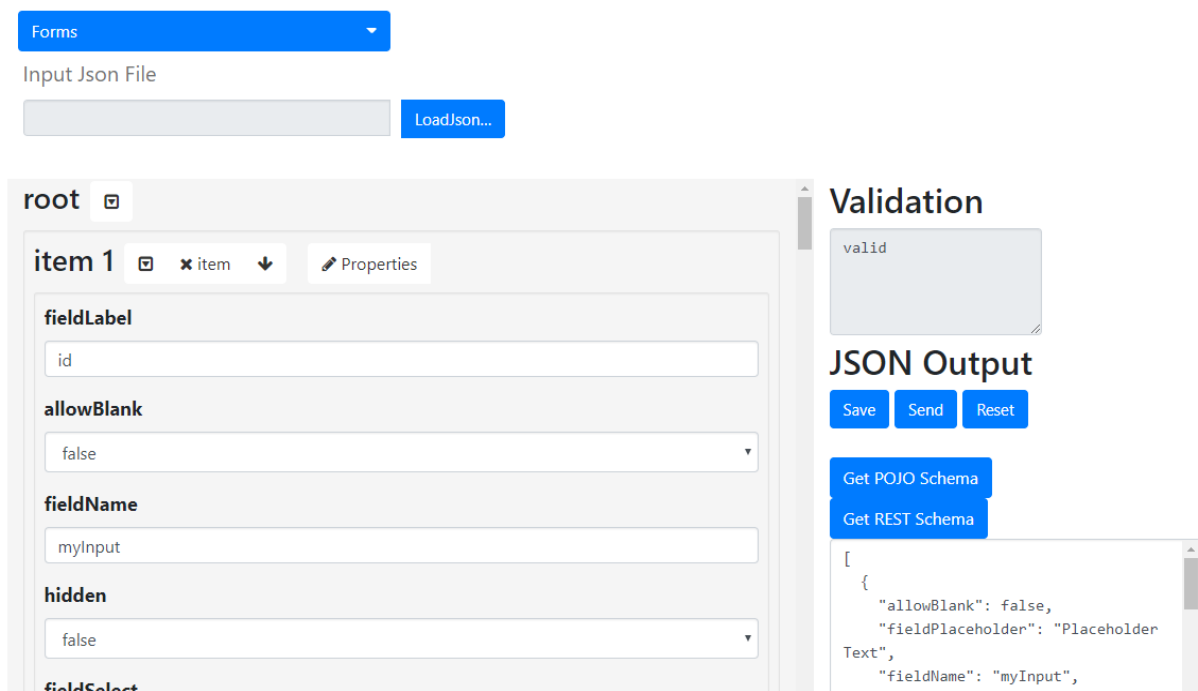 Forms
Input Json File
LoadJson...
root
item 1
item
Properties
fieldLabel
id
allowBlank
false
fieldName
myInput
hidden
false
fieldSelect
Validation
valid
JSON Output
Save Send Reset
Get POJO Schema
Get REST Schema
[
{
"allowBlank": false,
"fieldPlaceholder": "Placeholder
Text",
"fieldName": "myInput",